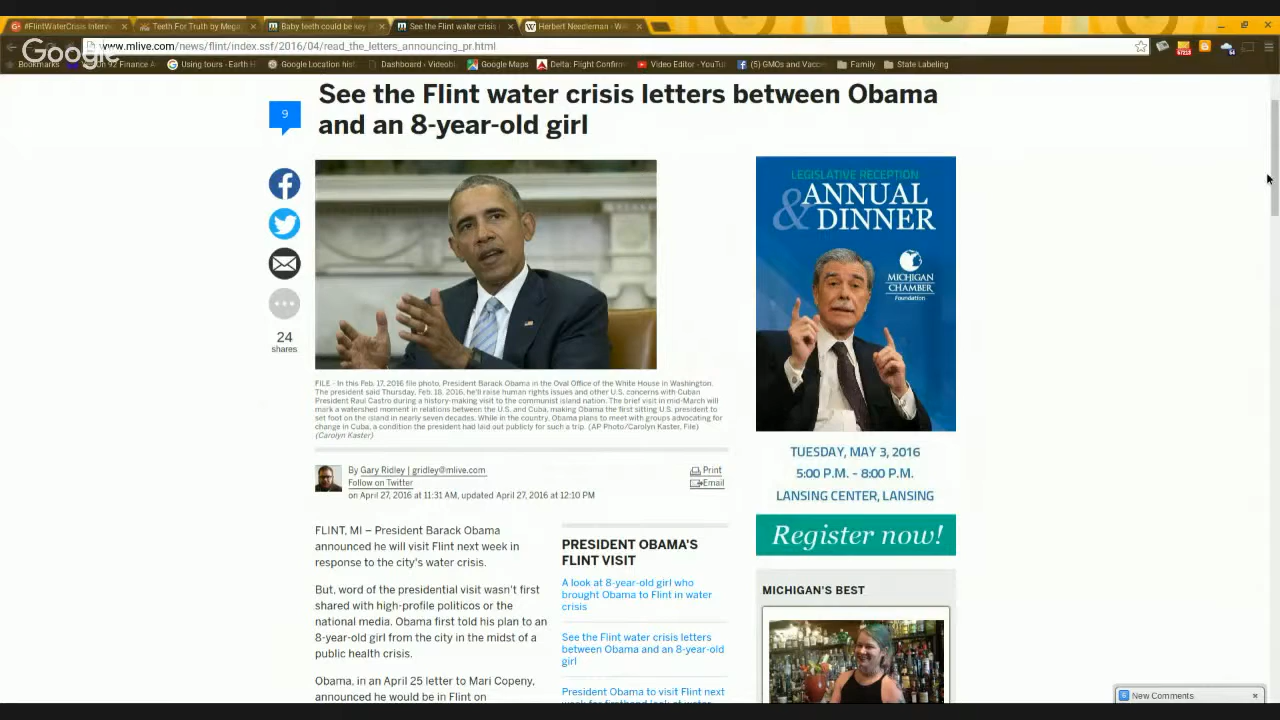 #FlintWaterCrisis Interv
Teeth For Truth by Mega
Baby teeth could be key
See the Flint water crisis
Herbert Needleman - Wi
www.mlive.com/news/flint/index.ssf/2016/04/read_the_letters_announcing_pr.html
Google
Bookmarks
92 Finance A
Using tours - Earth H
Google Location hist
Dashboard - Videobl
Google Maps
Delta: Flight Confirm
Video Editor - YouTu
(5) GMOs and Vacc
Family
State Labeling
See the Flint water crisis letters between Obama
and an 8-year-old girl
9
24
shares
FILE - In this Feb. 17, 2016 file photo, President Barack Obama in the Oval Office of the White House in Washington.
The president said Thursday, Feb. 18, 2016, he'll raise human rights issues and other U.S. concerns with Cuban
President Raul Castro during a history-making visit to the communist island nation. The brief visit in mid-March will
mark a watershed moment in relations between the U.S. and Cuba, making Obama the first sitting U.S. president to
set foot on the island in nearly seven decades. While in the country, Obama plans to meet with groups advocating for
change in Cuba, a condition the president had laid out publicly for such a trip. (AP Photo/Carolyn Kaster, File)
(Carolyn Kaster)
By Gary Ridley | gridley@mlive.com
Follow on Twitter
on April 27, 2016 at 11:31 AM, updated April 27, 2016 at 12:10 PM
Print
Email
FLINT, MI – President Barack Obama
announced he will visit Flint next week in
response to the city's water crisis.
But, word of the presidential visit wasn't first
shared with high-profile politicos or the
national media. Obama first told his plan to an
8-year-old girl from the city in the midst of a
public health crisis.
Obama, in an April 25 letter to Mari Copeny,
announced he would be in Flint on
PRESIDENT OBAMA'S
FLINT VISIT
A look at 8-year-old girl who
brought Obama to Flint in water
crisis
See the Flint water crisis letters
between Obama and an 8-year-old
girl
President Obama to visit Flint next
week for firsthand look at water
LEGISLATIVE RECEPTION
& ANNUAL
DINNER
MICHIGAN
CHAMBER
Foundation
TUESDAY, MAY 3, 2016
5:00 P.M. - 8:00 P.M.
LANSING CENTER, LANSING
Register now!
MICHIGAN'S BEST
New Comments